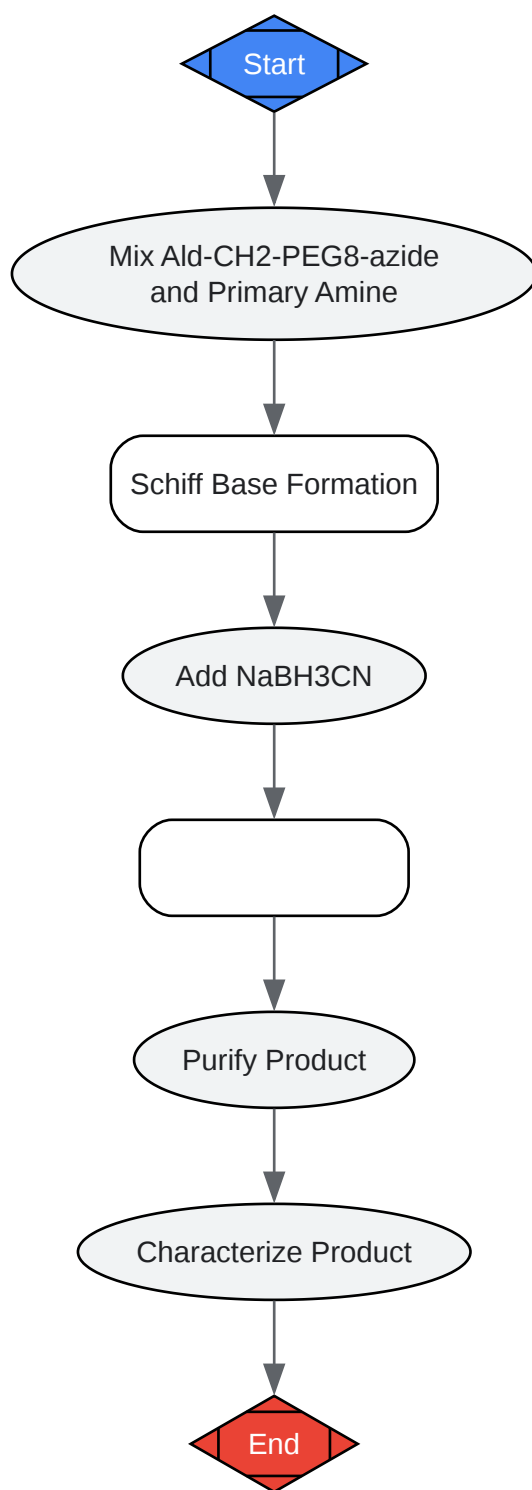 Start
Mix Ald-CH2-PEG8-azide
and Primary Amine
Schiff Base Formation
Add NaBH3CN
Purify Product
Characterize Product
End